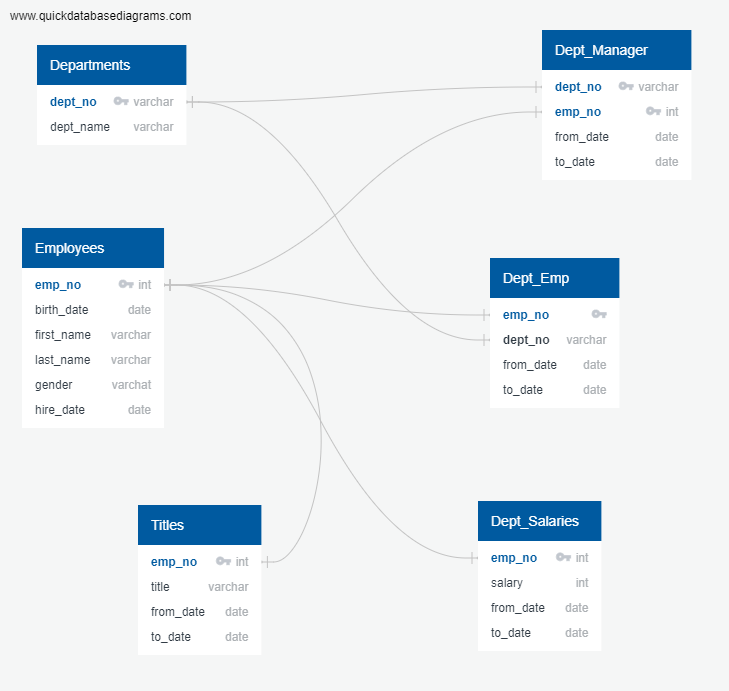 www.quickdatabasediagrams.com
Departments
dept_no varchar
dept_name varchar
Dept_Manager
dept_no varchar
emp_no int
from_date date
to_date date
Employees
emp_no int
birth_date date
first_name varchar
last_name varchar
gender varchat
hire_date date
Dept_Emp
emp_no
dept_no varchar
from_date date
to_date date
Titles
emp_no int
title varchar
from_date date
to_date date
Dept_Salaries
emp_no int
salary int
from_date date
to_date date